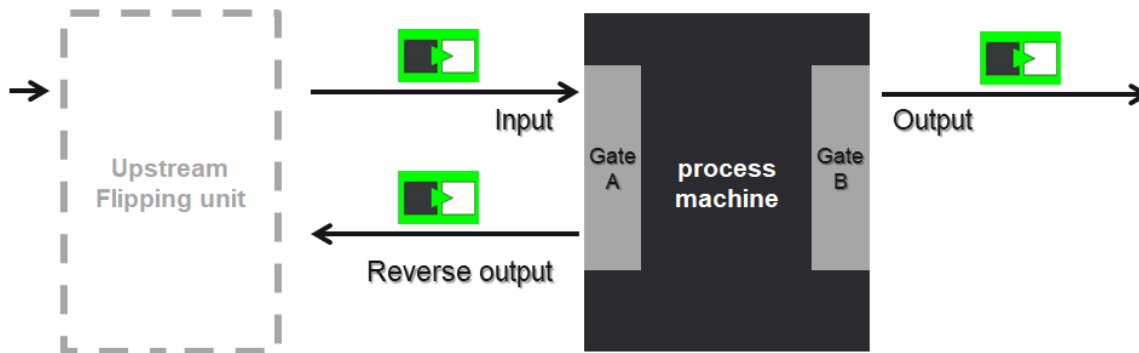 Input
Output
Gate
A
process
machine
Gate
B
Upstream
Flipping unit
Reverse output